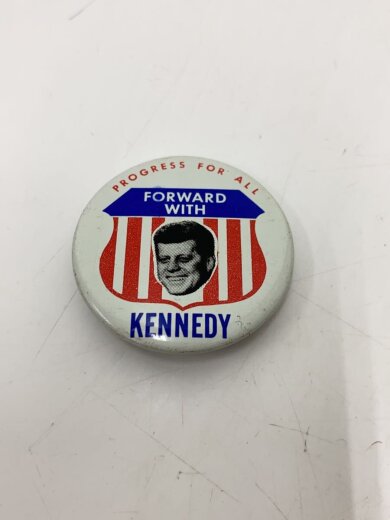 PROGRESS FOR ALL
FORWARD
WITH
KENNEDY